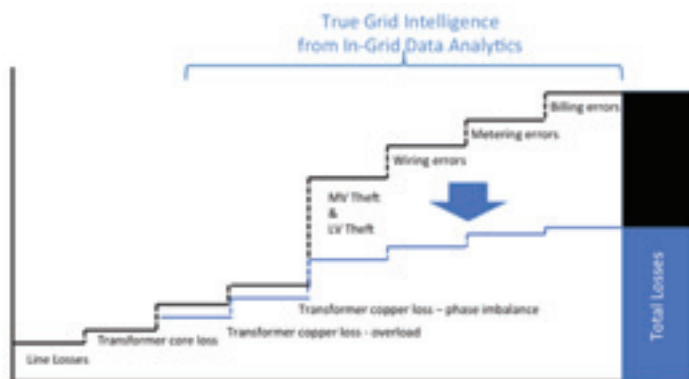 True Grid Intelligence
from In-Grid Data Analytics
Billing errors
Metering errors
Wiring errors
MV Theft
&
LV Theft
Transformer copper loss – phase imbalance
Transformer copper loss - overload
Transformer core loss
Line Losses
Total Losses